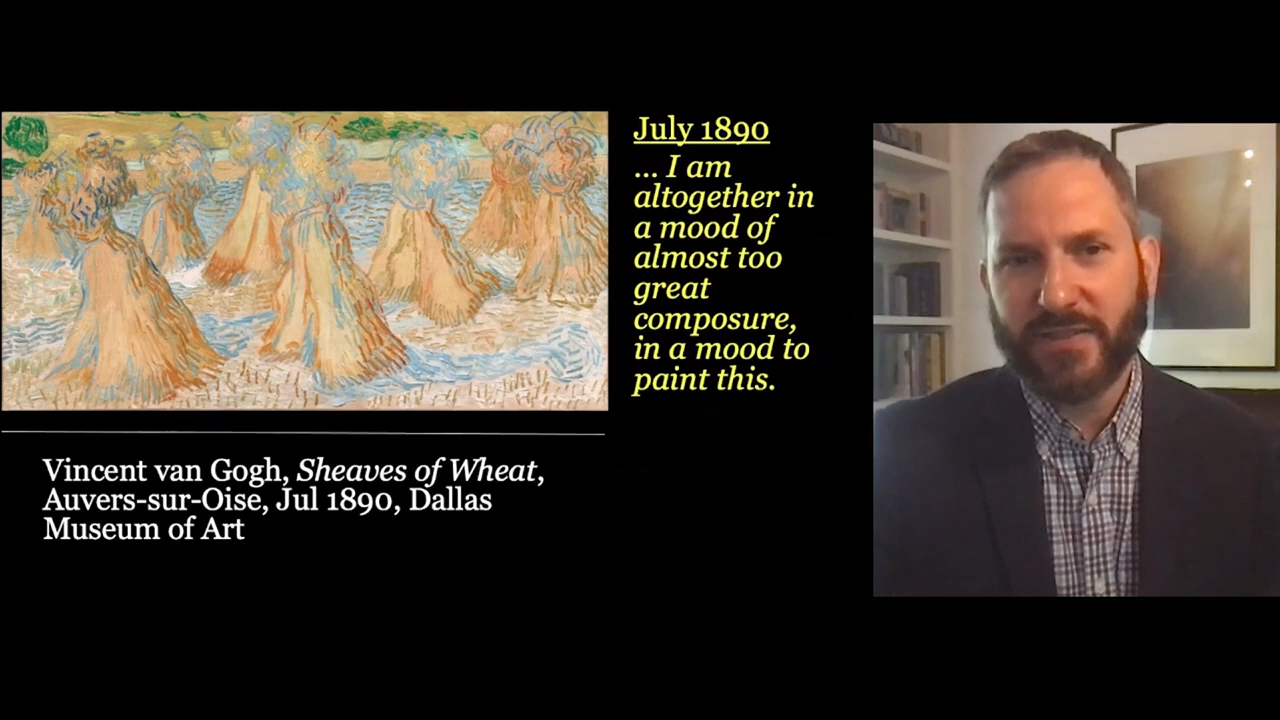 July 1890
... I am
altogether in
a mood of
almost too
great
composure,
in a mood to
paint this.
Vincent van Gogh, Sheaves of Wheat,
Auvers-sur-Oise, Jul 1890, Dallas
Museum of Art